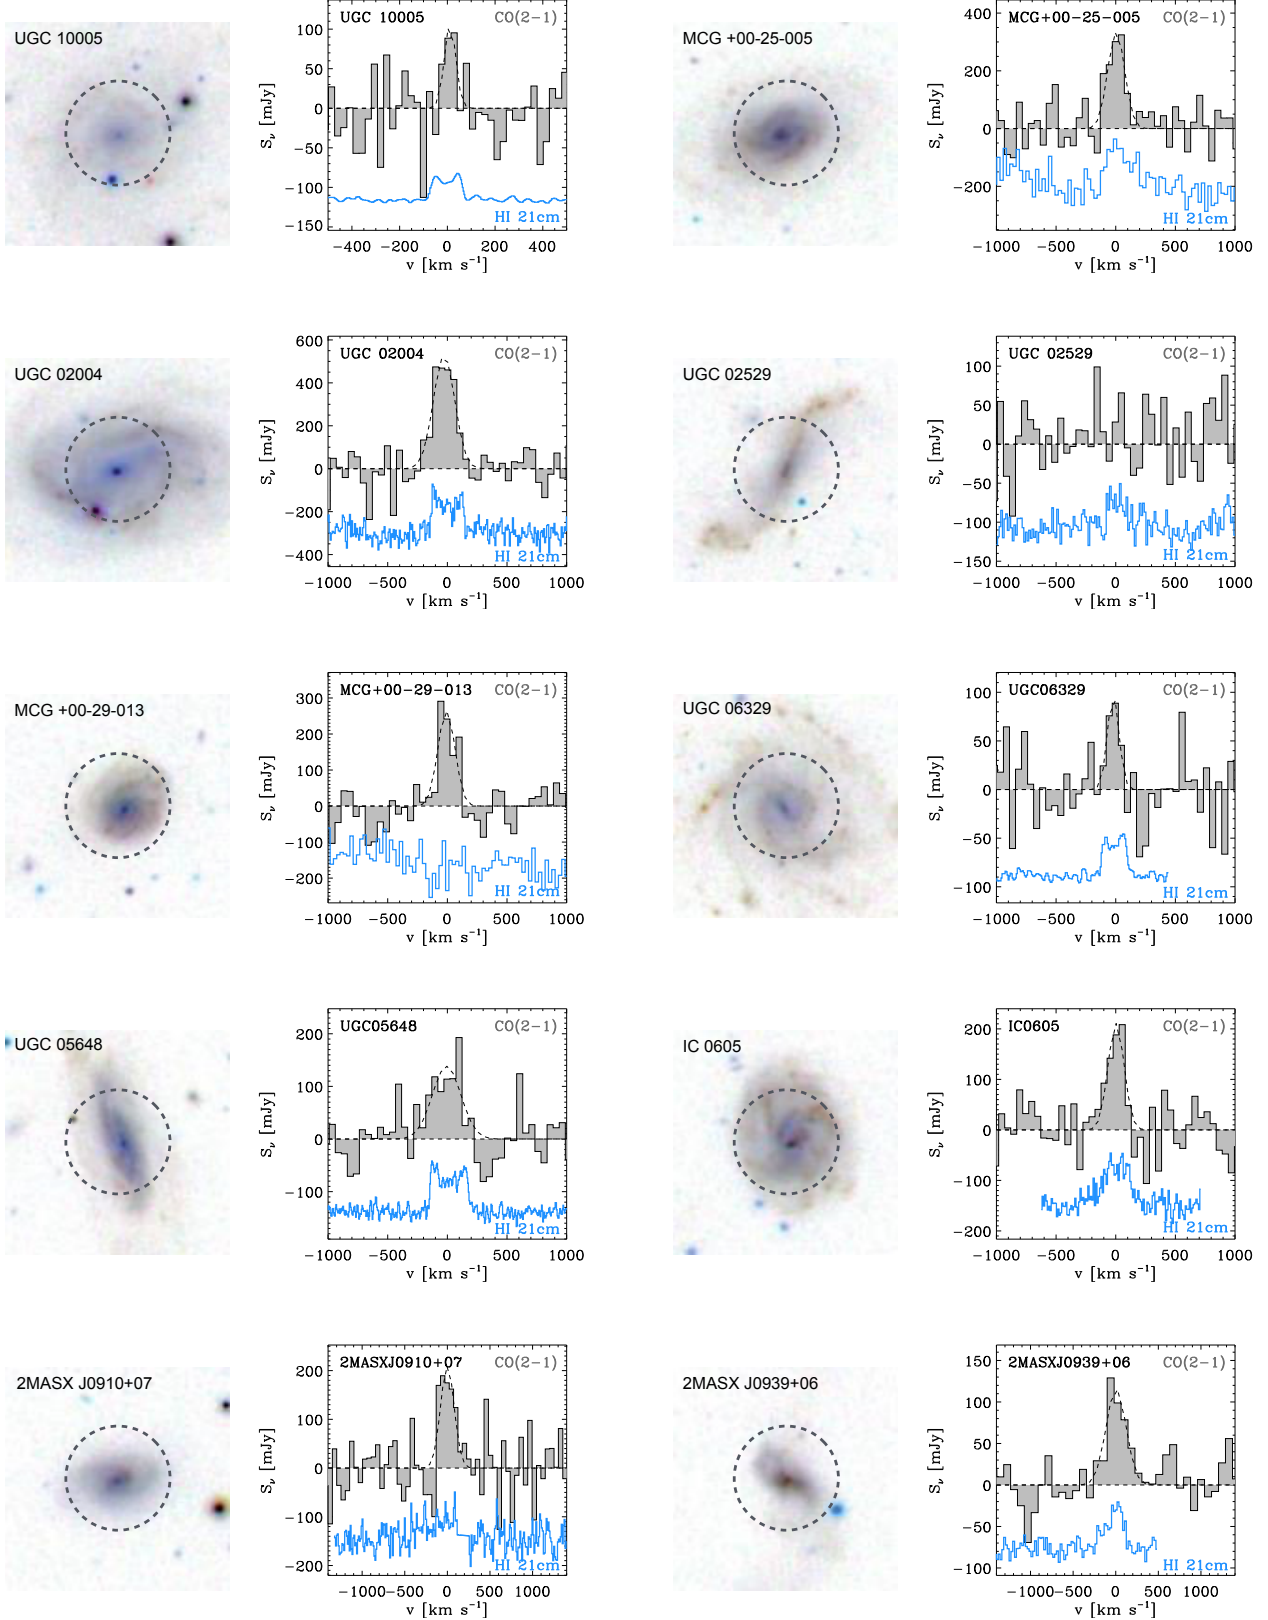 UGC 10005
UGC 10005 CO(2-1)
100
50
0
-50
-100
-150
S_ν [mJy]
HI 21cm
-400 -200 0 200 400
v [km s⁻¹]
MCG +00-25-005
MCG+00-25-005 CO(2-1)
400
200
0
-200
S_ν [mJy]
HI 21cm
-1000 -500 0 500 1000
v [km s⁻¹]
UGC 02004
UGC 02004 CO(2-1)
600
400
200
0
-200
-400
S_ν [mJy]
HI 21cm
-1000 -500 0 500 1000
v [km s⁻¹]
UGC 02529
UGC 02529 CO(2-1)
100
50
0
-50
-100
-150
S_ν [mJy]
HI 21cm
-1000 -500 0 500 1000
v [km s⁻¹]
MCG +00-29-013
MCG+00-29-013 CO(2-1)
300
200
100
0
-100
-200
S_ν [mJy]
HI 21cm
-1000 -500 0 500 1000
v [km s⁻¹]
UGC 06329
UGC06329 CO(2-1)
100
50
0
-50
-100
S_ν [mJy]
HI 21cm
-1000 -500 0 500 1000
v [km s⁻¹]
UGC 05648
UGC05648 CO(2-1)
200
100
0
-100
S_ν [mJy]
HI 21cm
-1000 -500 0 500 1000
v [km s⁻¹]
IC 0605
IC0605 CO(2-1)
200
100
0
-100
-200
S_ν [mJy]
HI 21cm
-1000 -500 0 500 1000
v [km s⁻¹]
2MASX J0910+07
2MASXJ0910+07 CO(2-1)
200
100
0
-100
-200
S_ν [mJy]
HI 21cm
-1000-500 0 500 1000
v [km s⁻¹]
2MASX J0939+06
2MASXJ0939+06 CO(2-1)
150
100
50
0
-50
-100
S_ν [mJy]
HI 21cm
-1000-500 0 500 1000
v [km s⁻¹]